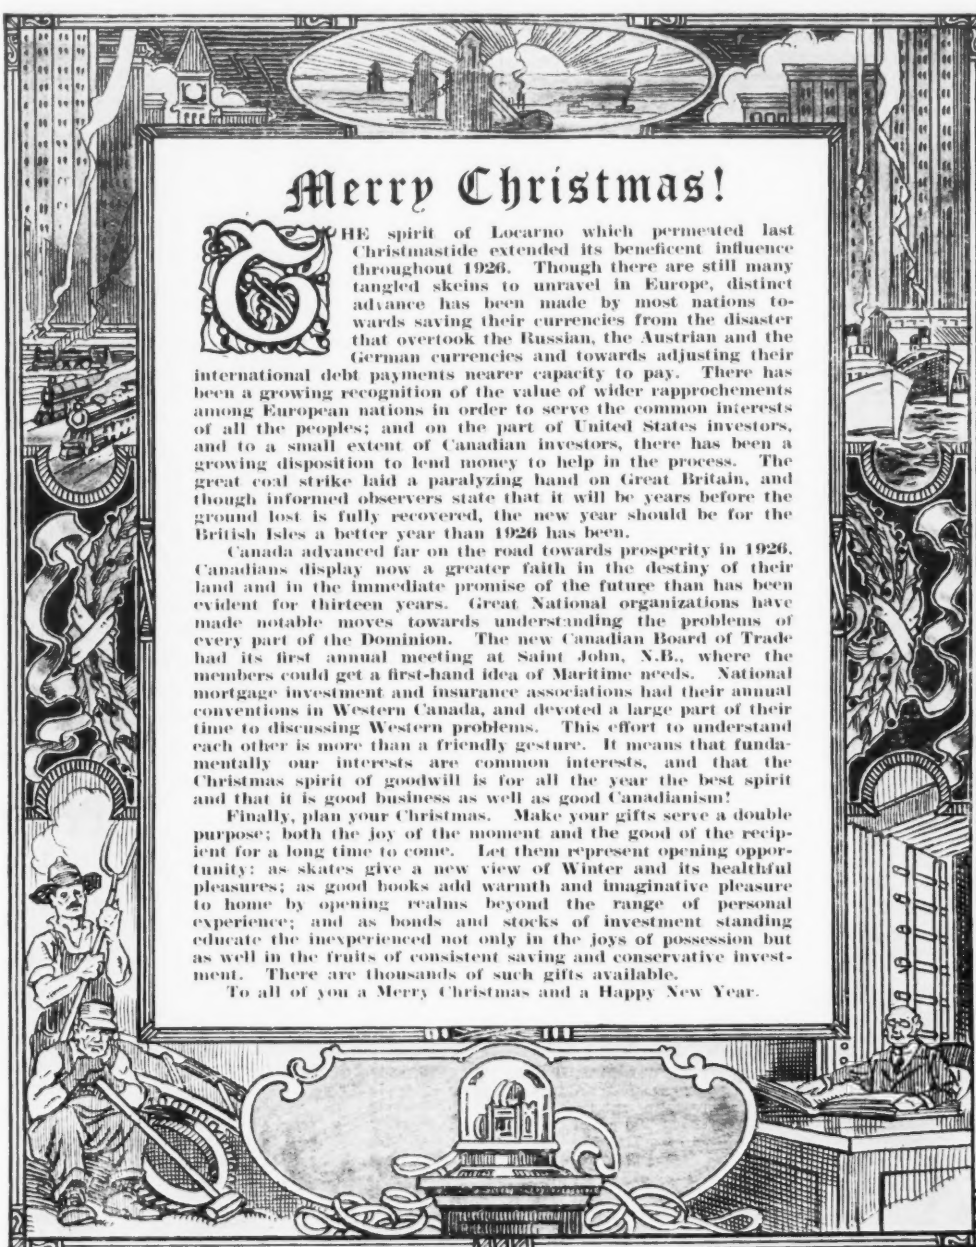 Merry Christmas!
THE spirit of Locarno which permeated last
Christmastide extended its beneficent influence
throughout 1926. Though there are still many
tangled skeins to unravel in Europe, distinct
advance has been made by most nations to-
wards saving their currencies from the disaster
that overtook the Russian, the Austrian and the
German currencies and towards adjusting their
international debt payments nearer capacity to pay. There has
been a growing recognition of the value of wider rapprochements
among European nations in order to serve the common interests
of all the peoples; and on the part of United States investors,
and to a small extent of Canadian investors, there has been a
growing disposition to lend money to help in the process. The
great coal strike laid a paralyzing hand on Great Britain, and
though informed observers state that it will be years before the
ground lost is fully recovered, the new year should be for the
British Isles a better year than 1926 has been.
Canada advanced far on the road towards prosperity in 1926.
Canadians display now a greater faith in the destiny of their
land and in the immediate promise of the future than has been
evident for thirteen years. Great National organizations have
made notable moves towards understanding the problems of
every part of the Dominion. The new Canadian Board of Trade
had its first annual meeting at Saint John, N.B., where the
members could get a first-hand idea of Maritime needs. National
mortgage investment and insurance associations had their annual
conventions in Western Canada, and devoted a large part of their
time to discussing Western problems. This effort to understand
each other is more than a friendly gesture. It means that funda-
mentally our interests are common interests, and that the
Christmas spirit of goodwill is for all the year the best spirit
and that it is good business as well as good Canadianism!
Finally, plan your Christmas. Make your gifts serve a double
purpose; both the joy of the moment and the good of the recip-
ient for a long time to come. Let them represent opening oppor-
tunity: as skates give a new view of Winter and its healthful
pleasures; as good books add warmth and imaginative pleasure
to home by opening realms beyond the range of personal
experience; and as bonds and stocks of investment standing
educate the inexperienced not only in the joys of possession but
as well in the fruits of consistent saving and conservative invest-
ment. There are thousands of such gifts available.
To all of you a Merry Christmas and a Happy New Year.